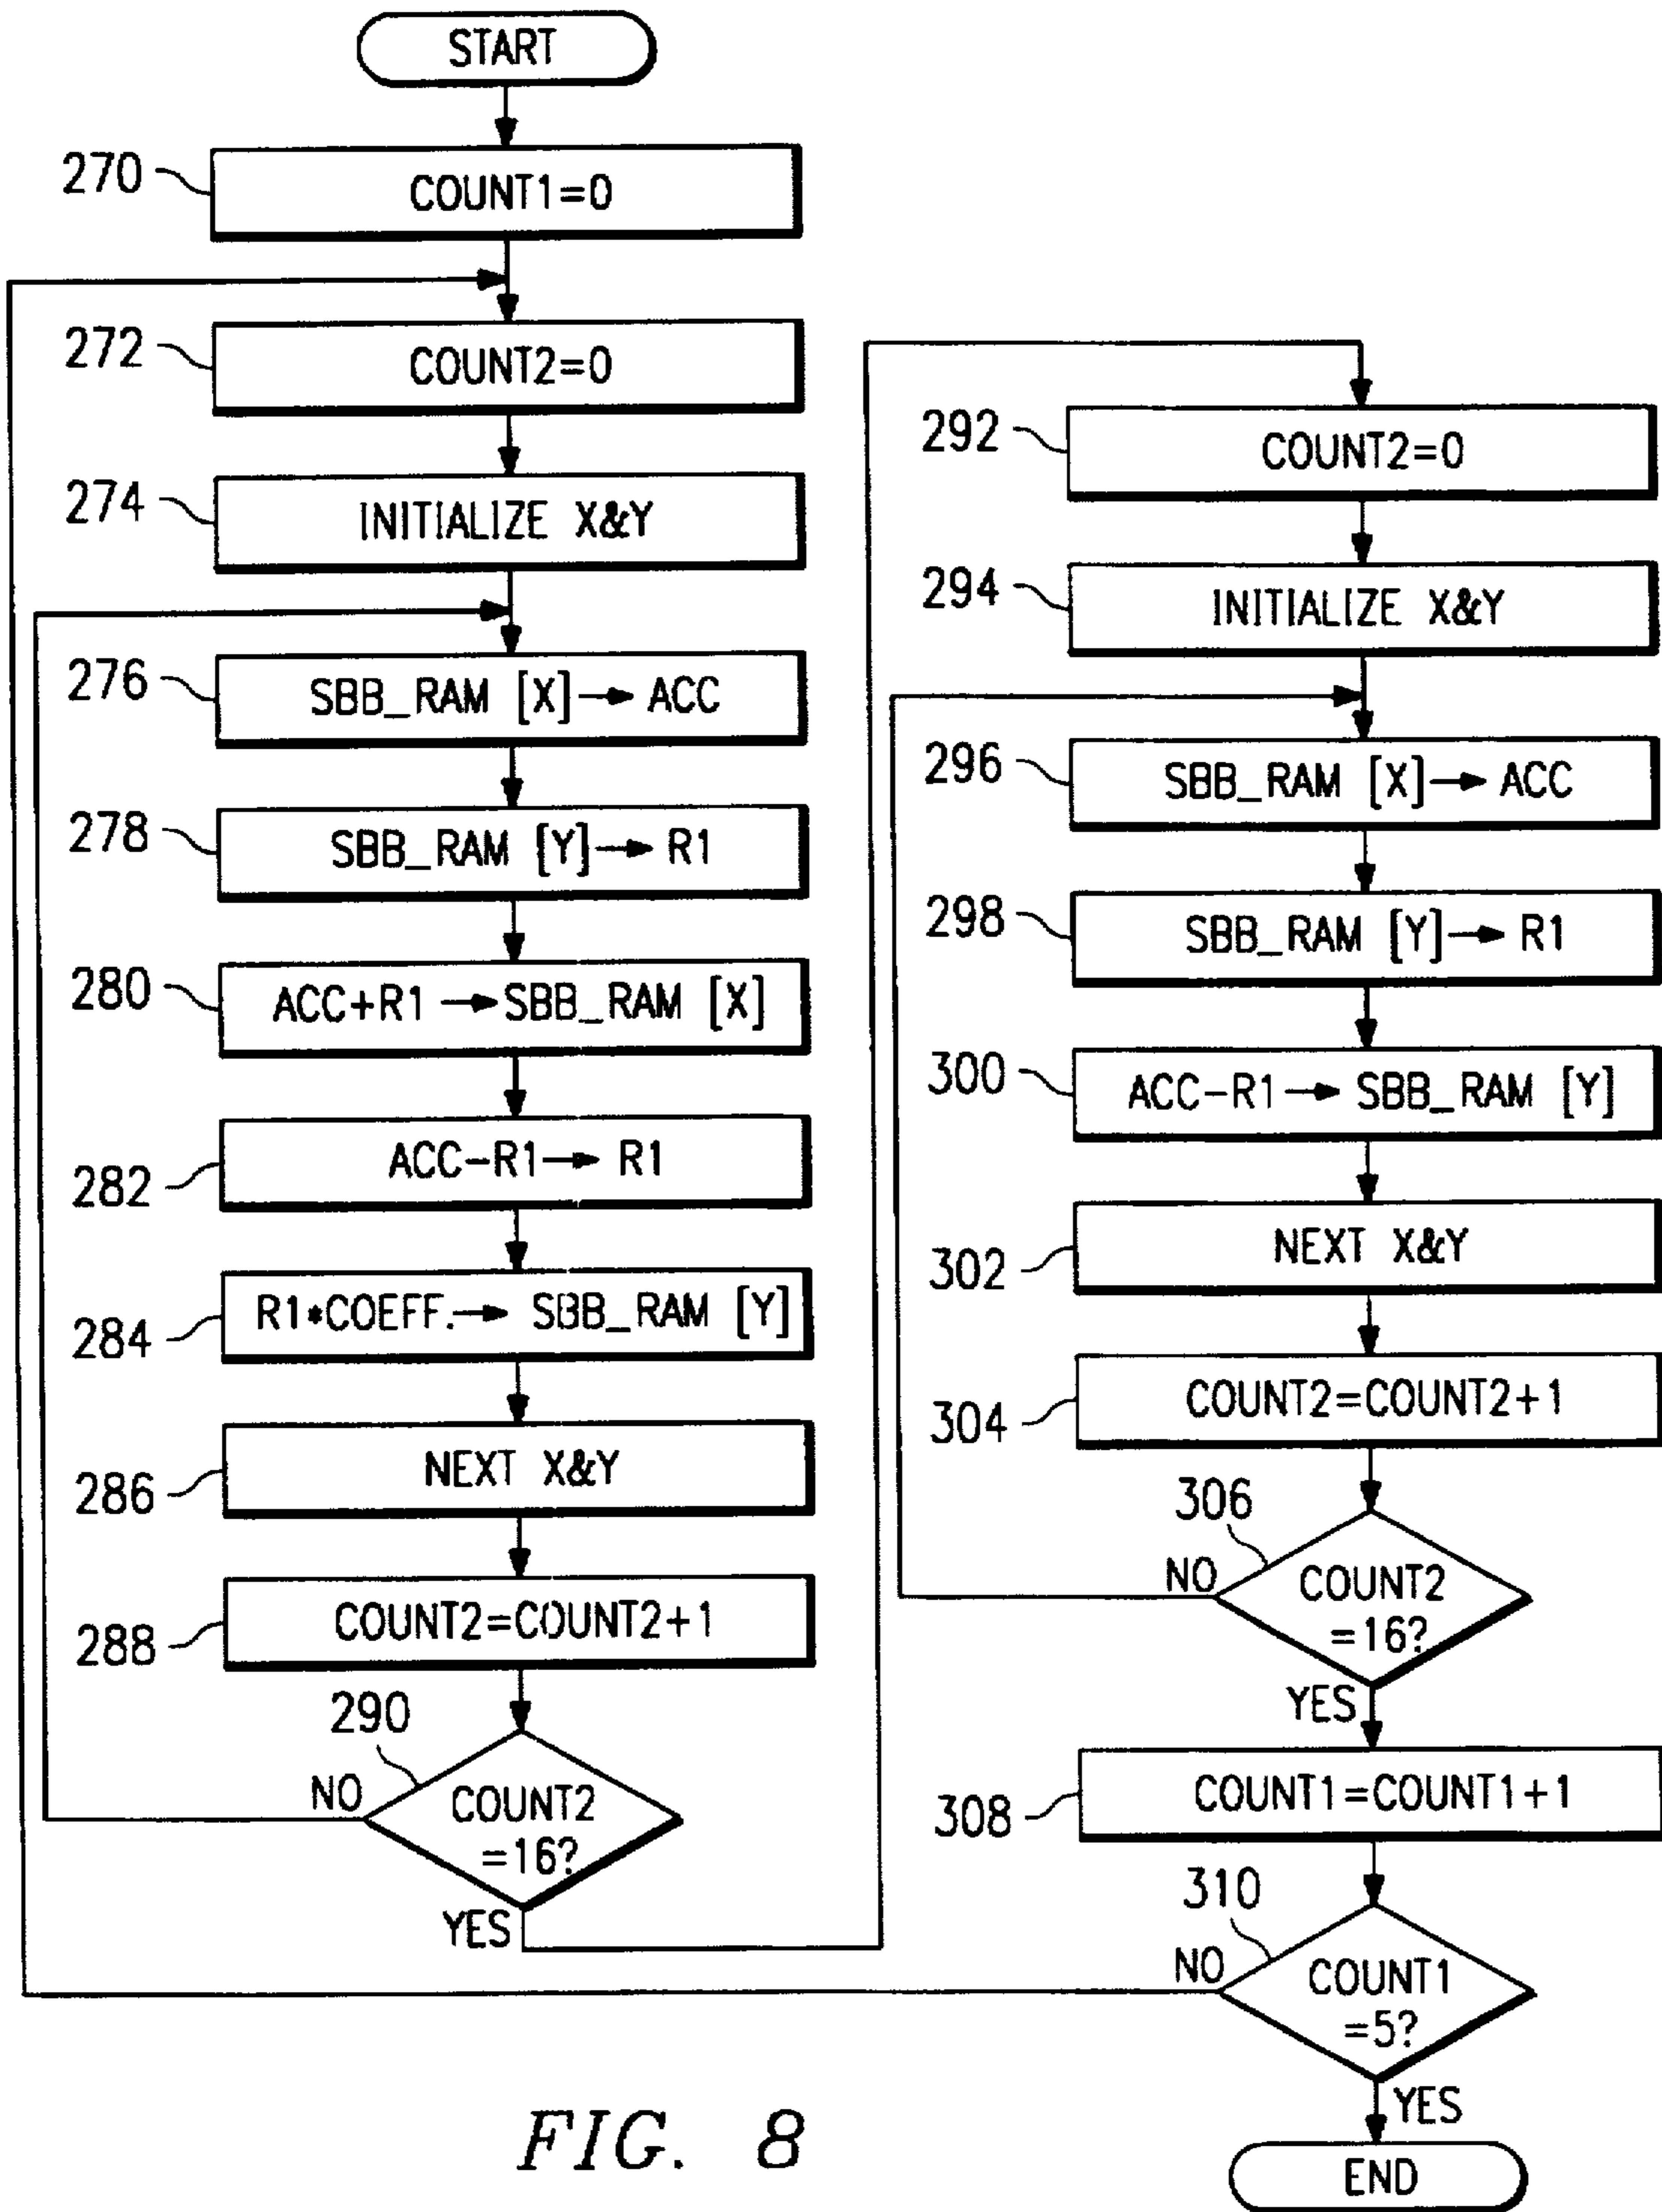 START
270
COUNT1=0
272
COUNT2=0
274
INITIALIZE X&Y
276
SBB_RAM [X]→ACC
278
SBB_RAM [Y]→R1
280
ACC+R1→SBB_RAM [X]
282
ACC-R1→R1
284
R1*COEFF.→SBB_RAM [Y]
286
NEXT X&Y
288
COUNT2=COUNT2+1
290
NO
COUNT2
=16?
YES
292
COUNT2=0
294
INITIALIZE X&Y
296
SBB_RAM [X]→ACC
298
SBB_RAM [Y]→R1
300
ACC-R1→SBB_RAM [Y]
302
NEXT X&Y
304
COUNT2=COUNT2+1
306
NO
COUNT2
=16?
YES
308
COUNT1=COUNT1+1
310
NO
COUNT1
=5?
YES
END
FIG. 8